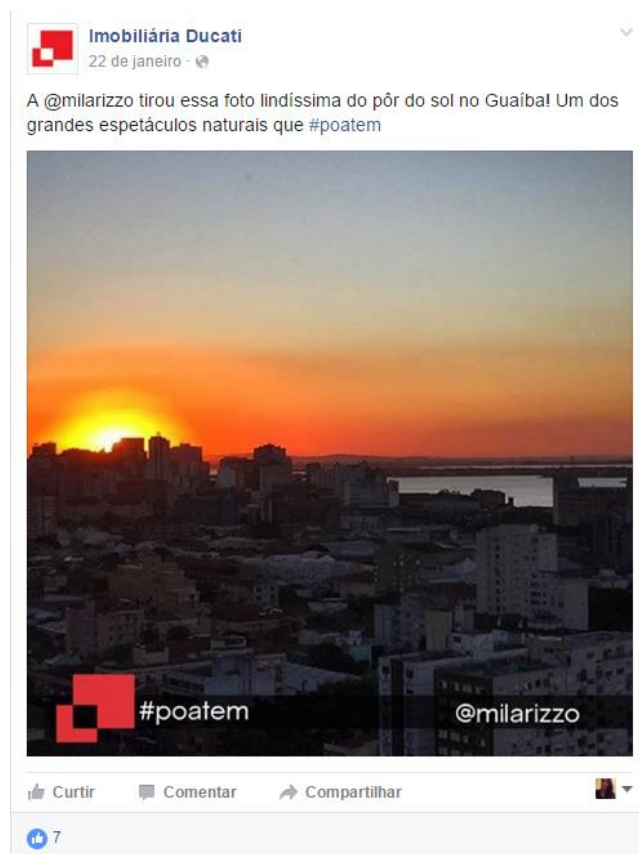 Imobiliária Ducati
22 de janeiro ·
A @milarizzo tirou essa foto lindíssima do pôr do sol no Guaíba! Um dos
grandes espetáculos naturais que #poatem
#poatem
@milarizzo
Curtir Comentar Compartilhar
7